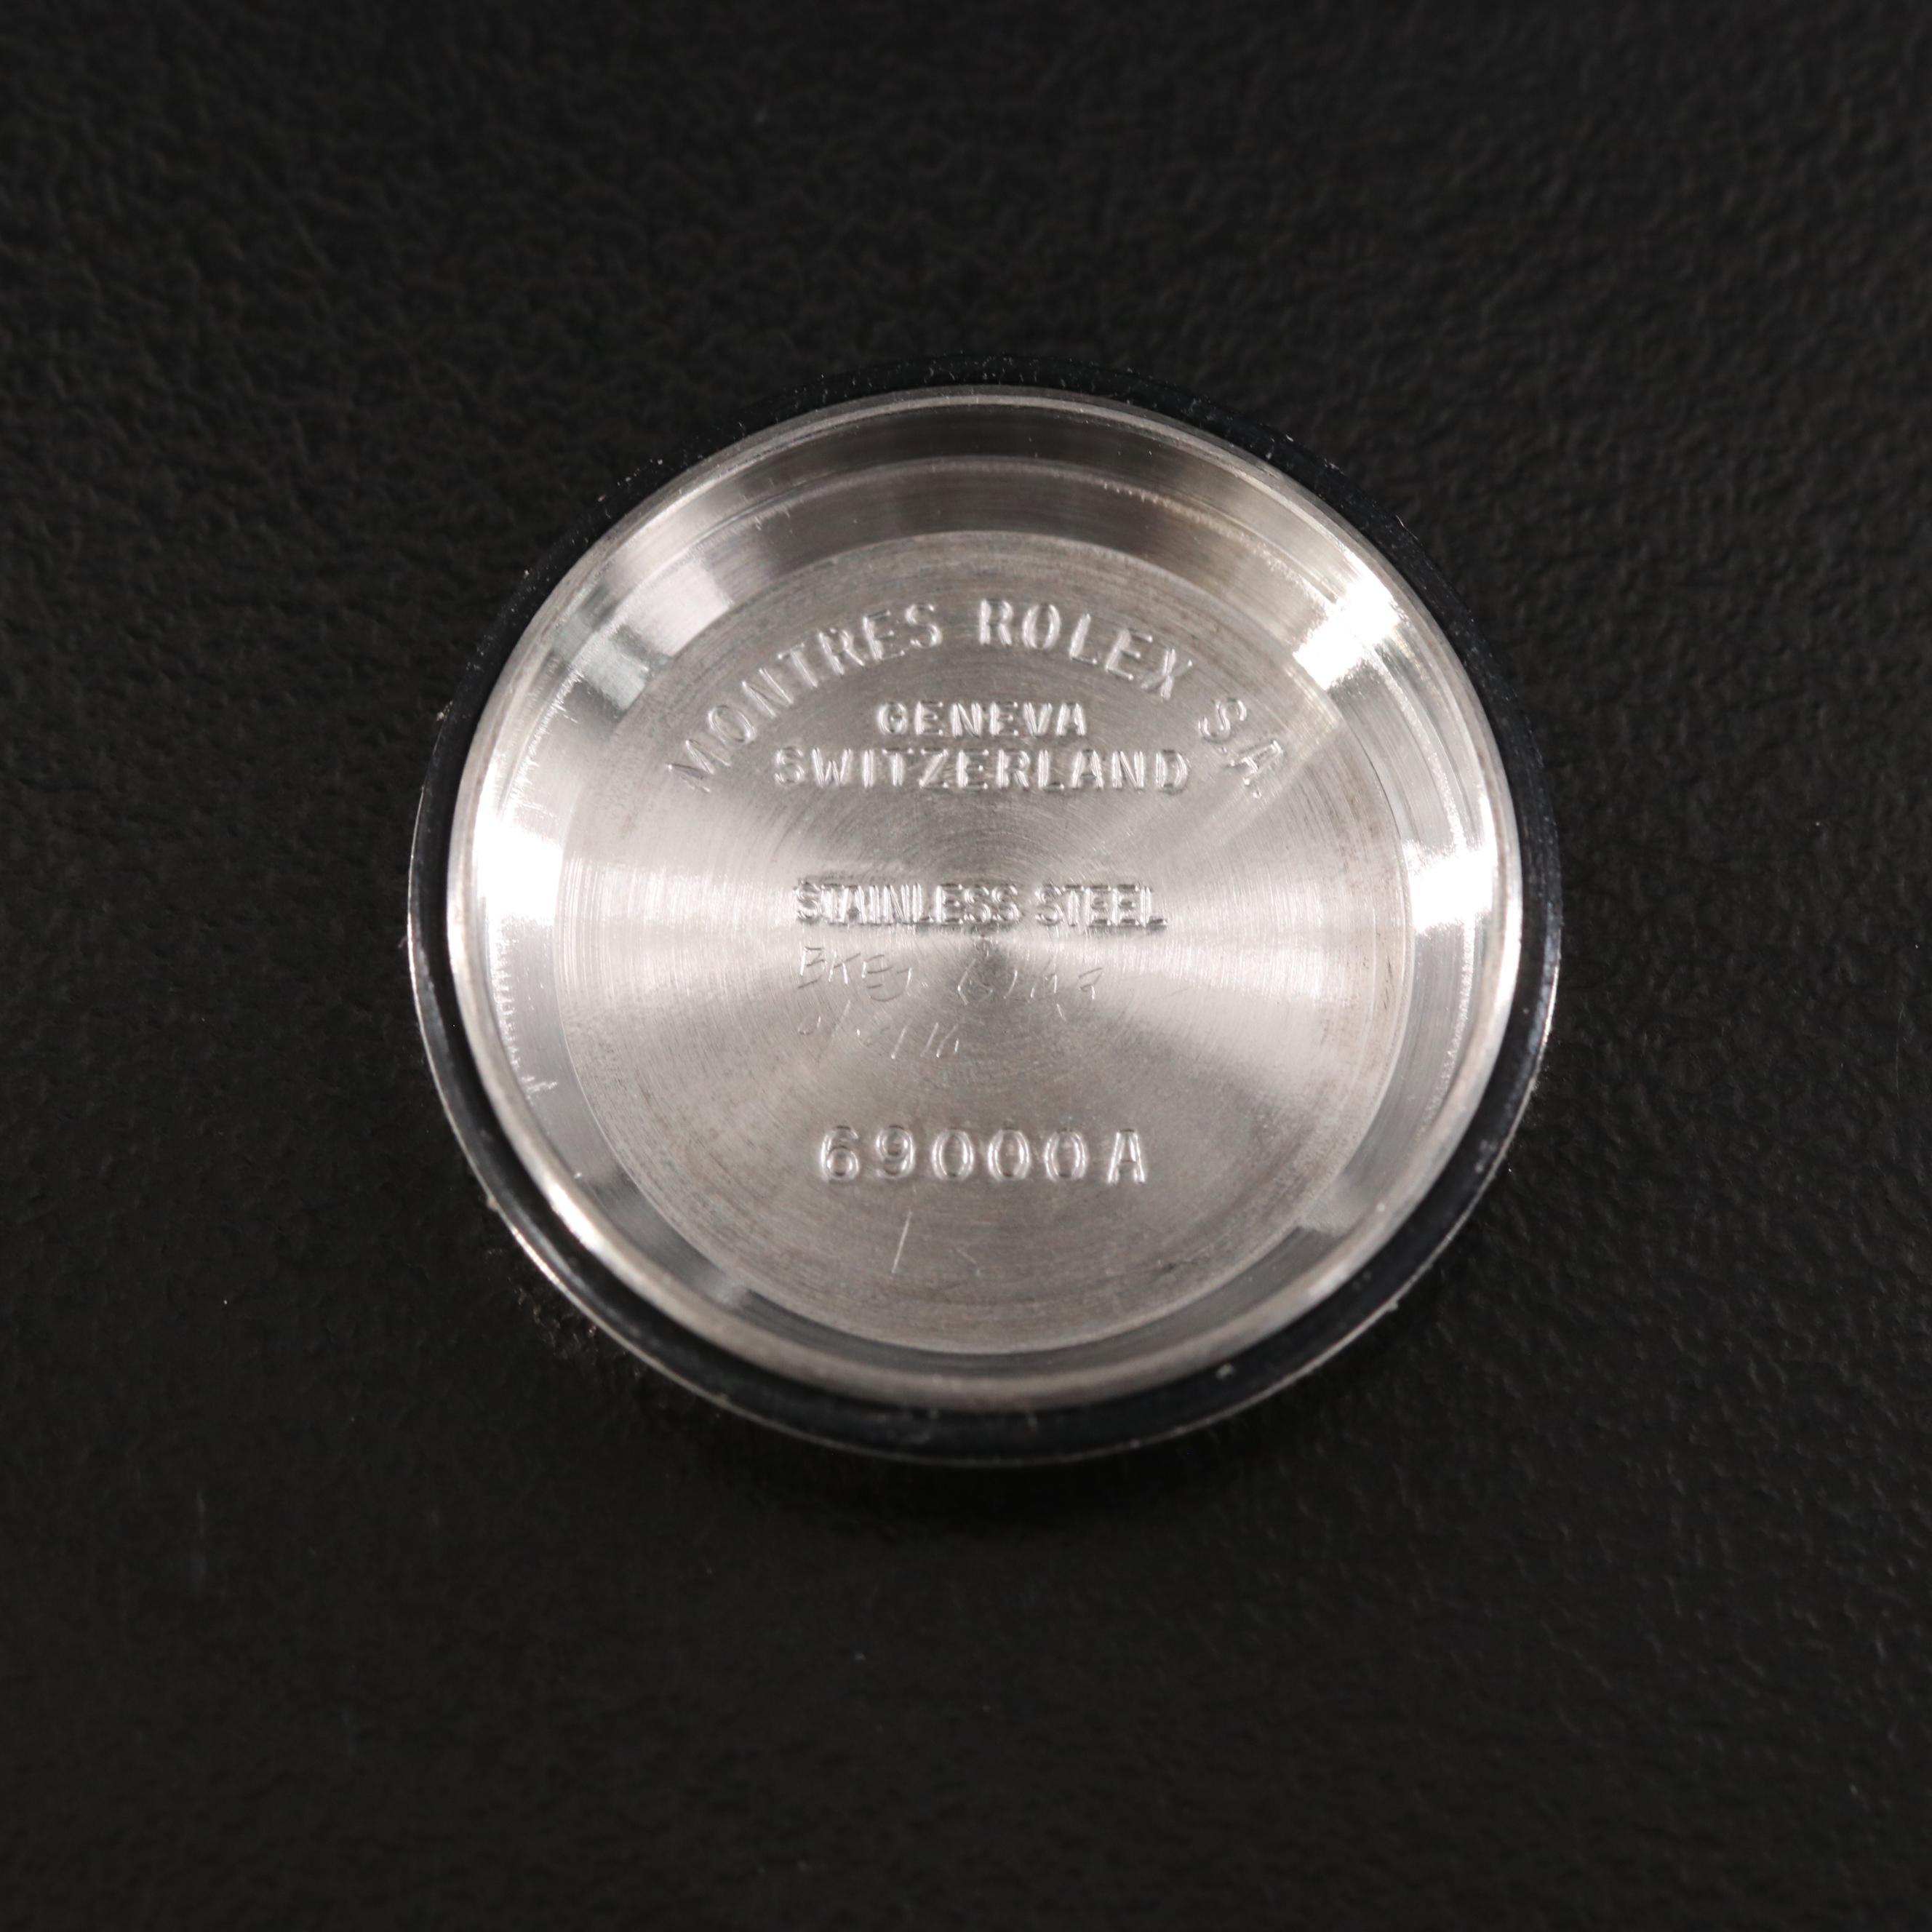 MONTRES ROLEX S.A.
GENEVA
SWITZERLAND
STAINLESS STEEL
69000A